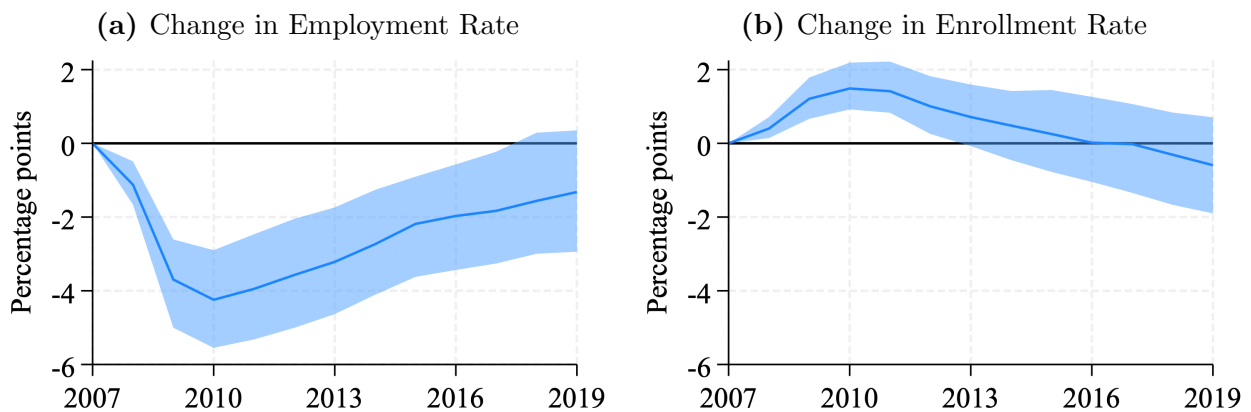 (a) Change in Employment Rate
Percentage points
2
0
-2
-4
-6
2007 2010 2013 2016 2019
(b) Change in Enrollment Rate
Percentage points
2
0
-2
-4
-6
2007 2010 2013 2016 2019